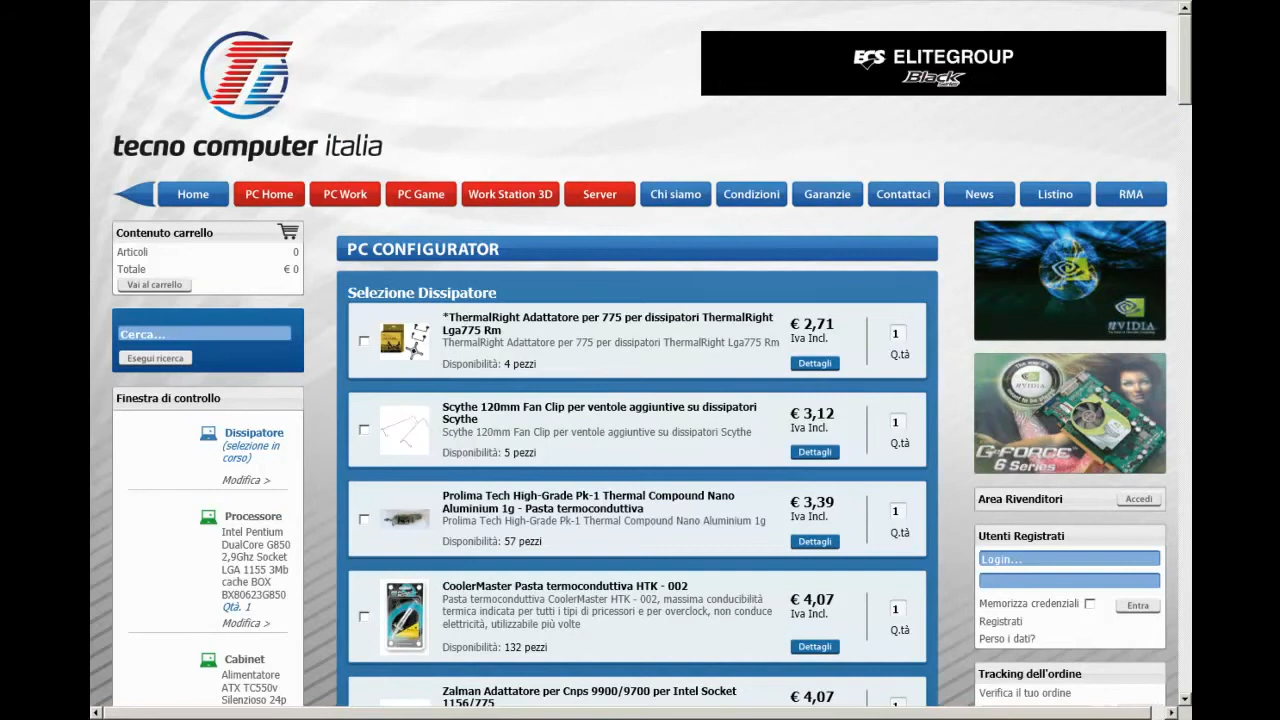 ECS ELITEGROUP
Black
tecno computer italia
Home
PC Home
PC Work
PC Game
Work Station 3D
Server
Chi siamo
Condizioni
Garanzie
Contattaci
News
Listino
RMA
Contenuto carrello
Articoli 0
Totale € 0
Vai al carrello
Cerca...
Esegui ricerca
Finestra di controllo
Dissipatore
(selezione in
corso)
Modifica >
Processore
Intel Pentium
DualCore G850
2,9Ghz Socket
LGA 1155 3Mb
cache BOX
BX80623G850
Qtà. 1
Modifica >
Cabinet
Alimentatore
ATX TC550v
Silenzioso 24p
PC CONFIGURATOR
Selezione Dissipatore
*ThermalRight Adattatore per 775 per dissipatori ThermalRight
Lga775 Rm
ThermalRight Adattatore per 775 per dissipatori ThermalRight Lga775 Rm
Disponibilità: 4 pezzi
€ 2,71
Iva Incl.
Dettagli
1
Q.tà
Scythe 120mm Fan Clip per ventole aggiuntive su dissipatori
Scythe
Scythe 120mm Fan Clip per ventole aggiuntive su dissipatori Scythe
Disponibilità: 5 pezzi
€ 3,12
Iva Incl.
Dettagli
1
Q.tà
Prolima Tech High-Grade Pk-1 Thermal Compound Nano
Aluminium 1g - Pasta termoconduttiva
Prolima Tech High-Grade Pk-1 Thermal Compound Nano Aluminium 1g
Disponibilità: 57 pezzi
€ 3,39
Iva Incl.
Dettagli
1
Q.tà
CoolerMaster Pasta termoconduttiva HTK - 002
Pasta termoconduttiva CoolerMaster HTK - 002, massima conducibilità
termica indicata per tutti i tipi di pricessori e per overclock, non conduce
elettricità, utilizzabile più volte
Disponibilità: 132 pezzi
€ 4,07
Iva Incl.
Dettagli
1
Q.tà
Zalman Adattatore per Cnps 9900/9700 per Intel Socket
1156/775
€ 4,07
NVIDIA
NVIDIA
G-FORCE
6 Series
Area Rivenditori
Accedi
Utenti Registrati
Login...
Memorizza credenziali
Entra
Registrati
Perso i dati?
Tracking dell'ordine
Verifica il tuo ordine